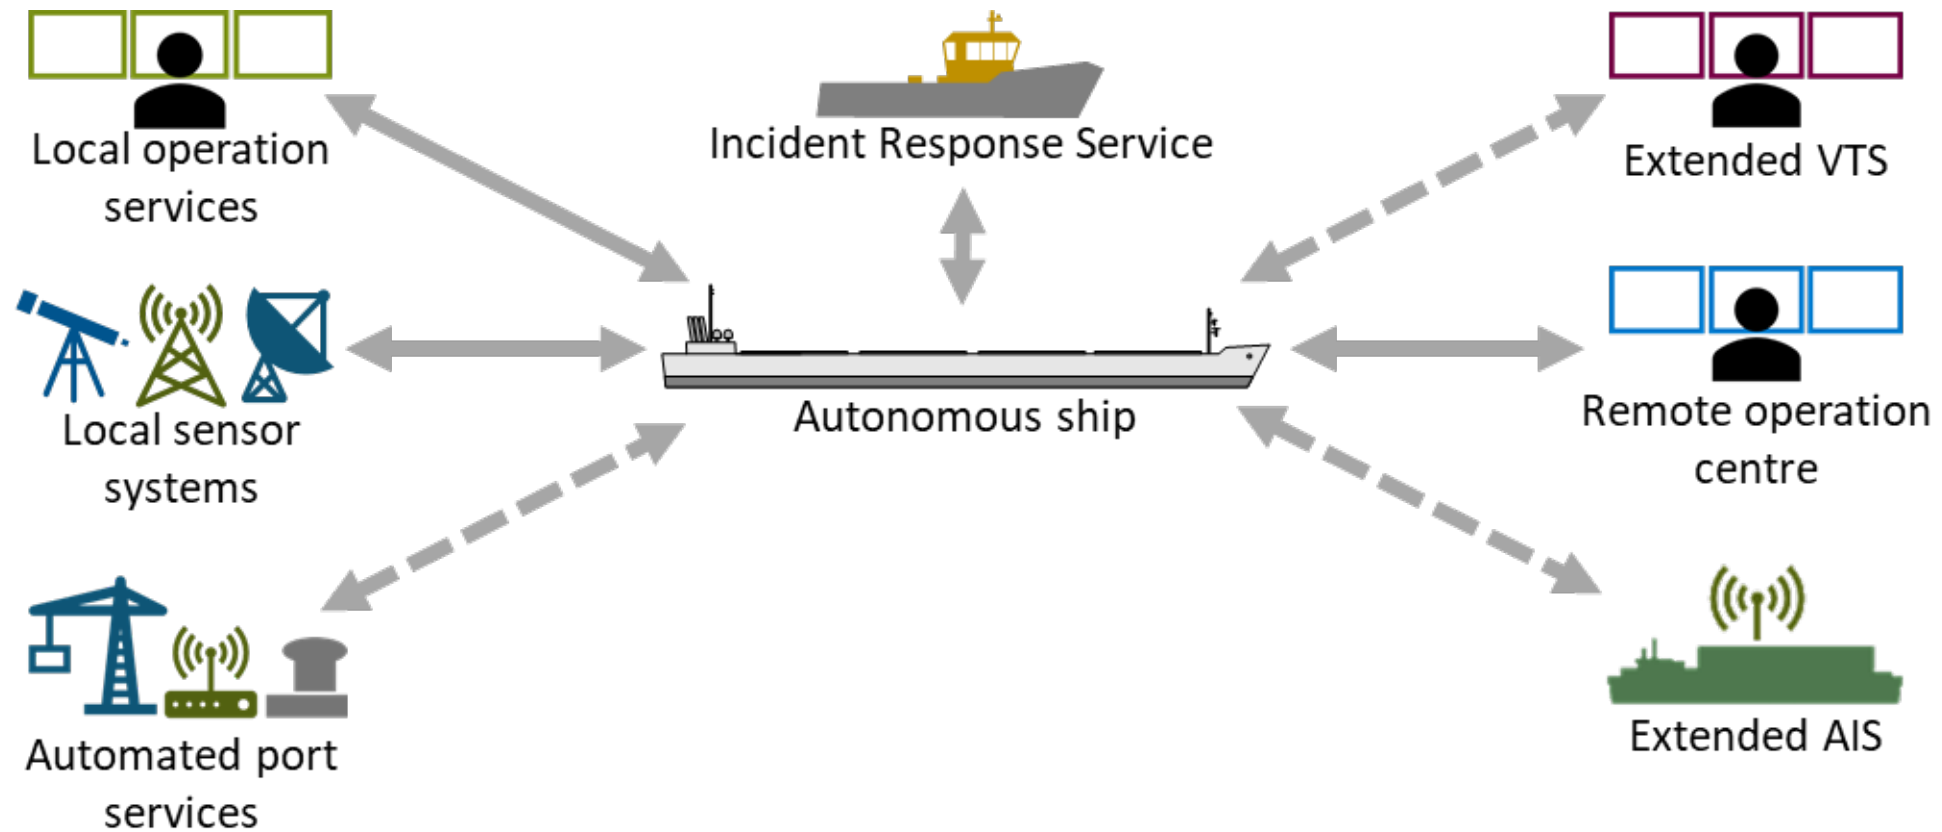 Local operation
services
Incident Response Service
Extended VTS
Local sensor
systems
Autonomous ship
Remote operation
centre
Automated port
services
Extended AIS